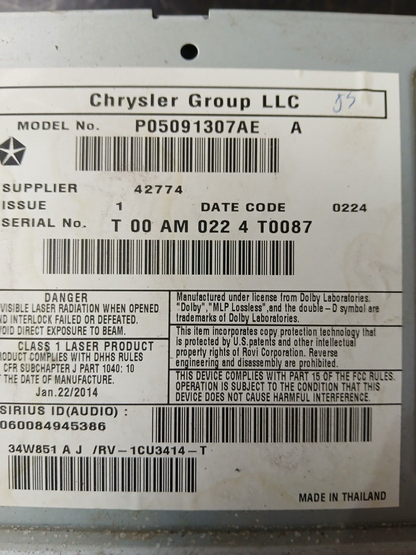 Chrysler Group LLC
MODEL No. P05091307AE A
SUPPLIER 42774
ISSUE 1 DATE CODE 0224
SERIAL No. T 00 AM 022 4 T0087
DANGER
VISIBLE LASER RADIATION WHEN OPENED
ND INTERLOCK FAILED OR DEFEATED.
VOID DIRECT EXPOSURE TO BEAM.
CLASS 1 LASER PRODUCT
RODUCT COMPLIES WITH DHHS RULES
CFR SUBCHAPTER J PART 1040: 10
THE DATE OF MANUFACTURE.
Jan.22/2014
Manufactured under license from Dolby Laboratories.
"Dolby","MLP Lossless",and the double-D symbol are
trademarks of Dolby Laboratories.
This item incorporates copy protection technology that
is protected by U.S.patents and other intellectual
property rights of Rovi Corporation. Reverse
engineering and disassembly are prohibited.
THIS DEVICE COMPLIES WITH PART 15 OF THE FCC RULES.
OPERATION IS SUBJECT TO THE CONDITION THAT THIS
DEVICE DOES NOT CAUSE HARMFUL INTERFERENCE.
SIRIUS ID(AUDIO) :
060084945386
34W851 A J /RV-1CU3414-T
MADE IN THAILAND